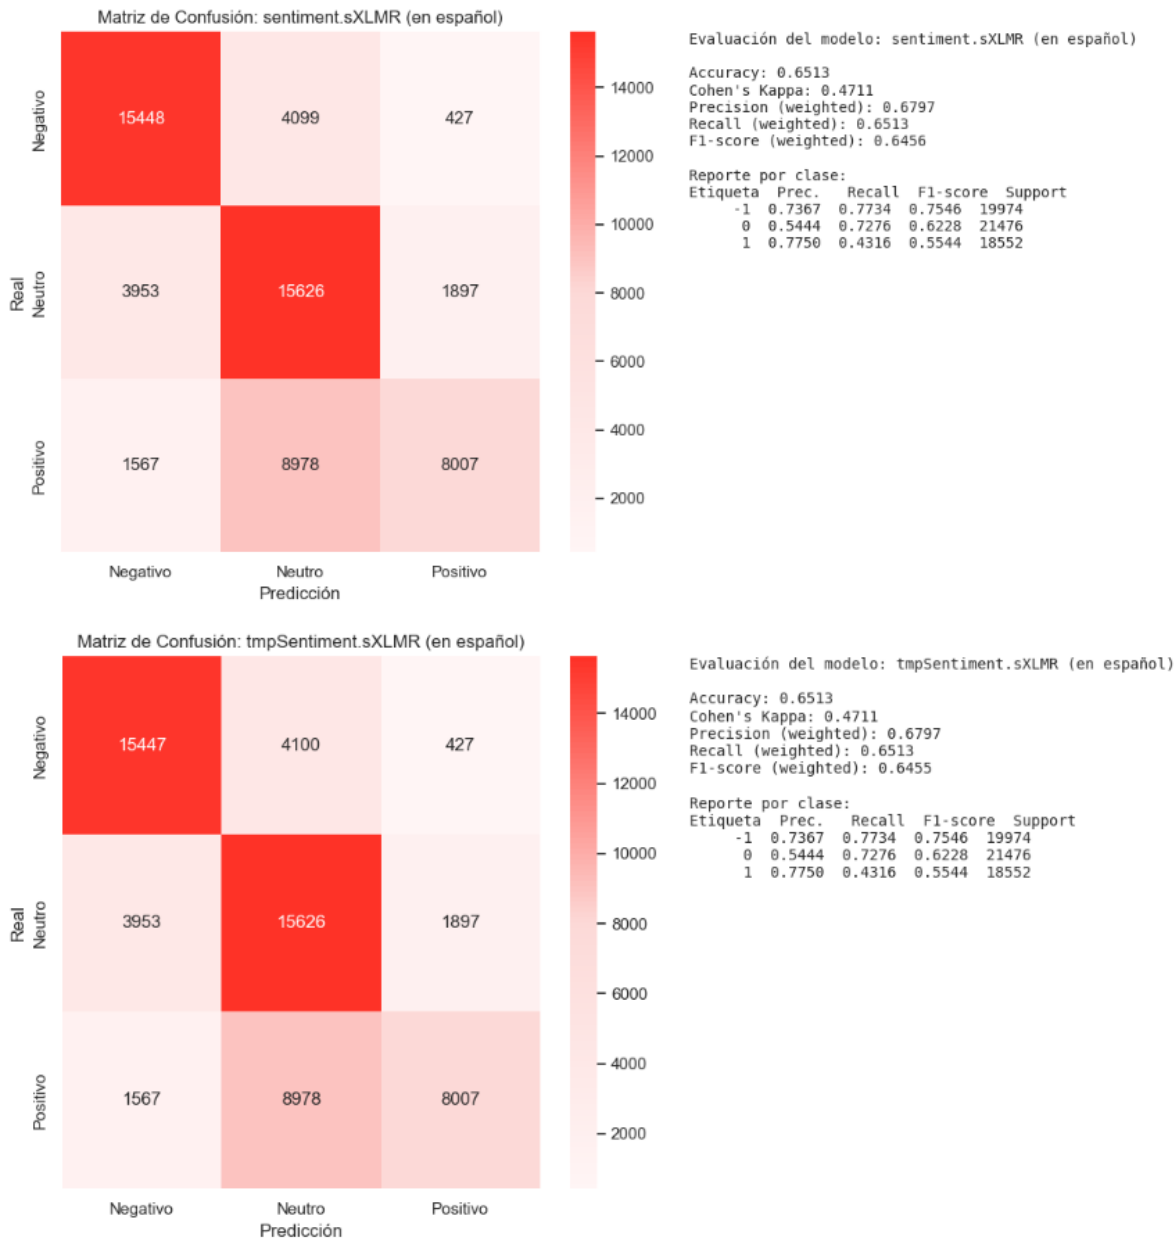 Matriz de Confusión: sentiment.sXLMR (en español)
Real
Negativo
15448 4099 427
Neutro
3953 15626 1897
Positivo
1567 8978 8007
Negativo Neutro Positivo
Predicción
14000
12000
10000
8000
6000
4000
2000
Evaluación del modelo: sentiment.sXLMR (en español)
Accuracy: 0.6513
Cohen's Kappa: 0.4711
Precision (weighted): 0.6797
Recall (weighted): 0.6513
F1-score (weighted): 0.6456
Reporte por clase:
Etiqueta Prec. Recall F1-score Support
-1 0.7367 0.7734 0.7546 19974
0 0.5444 0.7276 0.6228 21476
1 0.7750 0.4316 0.5544 18552
Matriz de Confusión: tmpSentiment.sXLMR (en español)
Real
Negativo
15447 4100 427
Neutro
3953 15626 1897
Positivo
1567 8978 8007
Negativo Neutro Positivo
Predicción
14000
12000
10000
8000
6000
4000
2000
Evaluación del modelo: tmpSentiment.sXLMR (en español)
Accuracy: 0.6513
Cohen's Kappa: 0.4711
Precision (weighted): 0.6797
Recall (weighted): 0.6513
F1-score (weighted): 0.6455
Reporte por clase:
Etiqueta Prec. Recall F1-score Support
-1 0.7367 0.7734 0.7546 19974
0 0.5444 0.7276 0.6228 21476
1 0.7750 0.4316 0.5544 18552